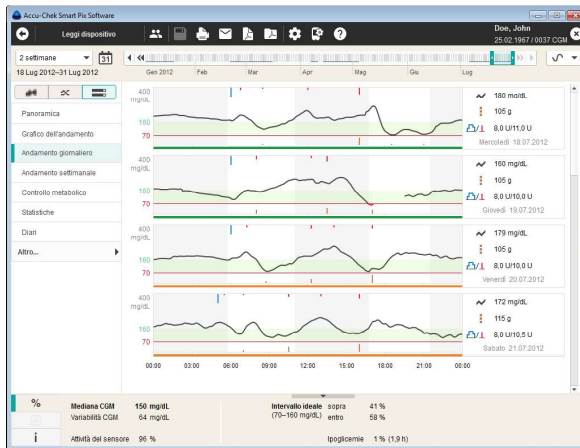 Accu-Chek Smart Pix Software
Leggi dispositivo
Doe, John
25.02.1967 / 0037 CGM
2 settimane
31
18 Lug 2012–31 Lug 2012
Gen 2012 Feb Mar Apr Mag Giu Lug
Panoramica
Grafico dell'andamento
Andamento giornaliero
Andamento settimanale
Controllo metabolico
Statistiche
Diari
Altro...
400
mg/dL
160
70
180 mg/dL
105 g
8,0 U/11,0 U
Mercoledì 18.07.2012
400
mg/dL
160
70
160 mg/dL
105 g
8,0 U/10,0 U
Giovedì 19.07.2012
400
mg/dL
160
70
179 mg/dL
105 g
8,0 U/10,0 U
Venerdì 20.07.2012
400
mg/dL
160
70
172 mg/dL
115 g
8,0 U/10,5 U
Sabato 21.07.2012
00:00 03:00 06:00 09:00 12:00 15:00 18:00 21:00 00:00
%
i
Mediana CGM 150 mg/dL
Variabilità CGM 64 mg/dL
Attività del sensore 96 %
Intervallo ideale sopra 41 %
(70–160 mg/dL) entro 58 %
Ipoglicemie 1 % (1,9 h)